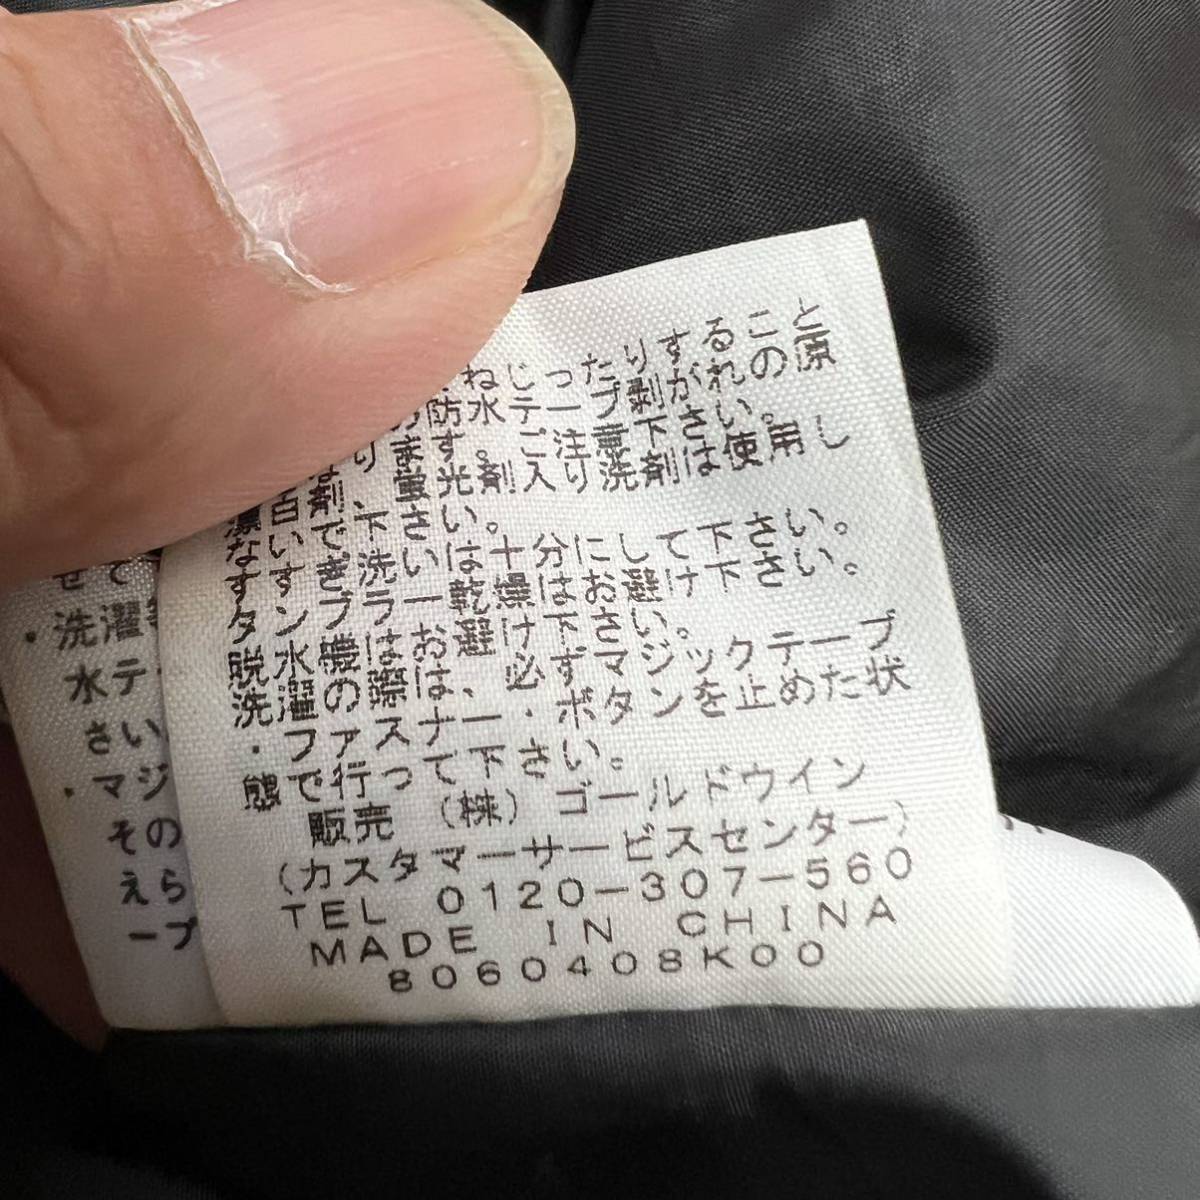 ねじったりすること
防水テープ剥がれの原
ります。ご注意下さい。
剤、蛍光剤入り洗剤は使用し
ないで下さい。
すすぎ洗いは十分にして下さい。
タンブラー乾燥はお避け下さい。
脱水機はお避け下さい。
洗濯の際は、必ずマジックテープ
・ファスナー・ボタンを止めた状
態で行って下さい。
販売 (株) ゴールドウイン
(カスタマーサービスセンター)
TEL 0120-307-560
MADE IN CHINA
8060408K00
せて
・洗濯
水テ
さい
・マジ
その
えら
ープ